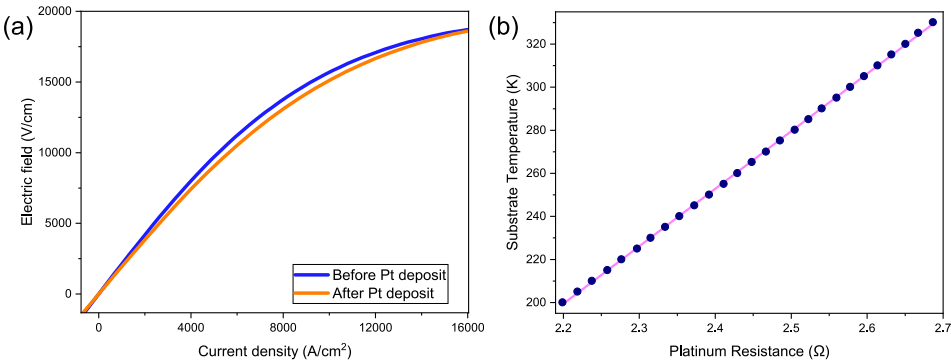 (a)
20000
15000
10000
5000
0
Electric field (V/cm)
Before Pt deposit
After Pt deposit
0 4000 8000 12000 16000
Current density (A/cm²)
(b)
320
300
280
260
240
220
200
Substrate Temperature (K)
2.2 2.3 2.4 2.5 2.6 2.7
Platinum Resistance (Ω)